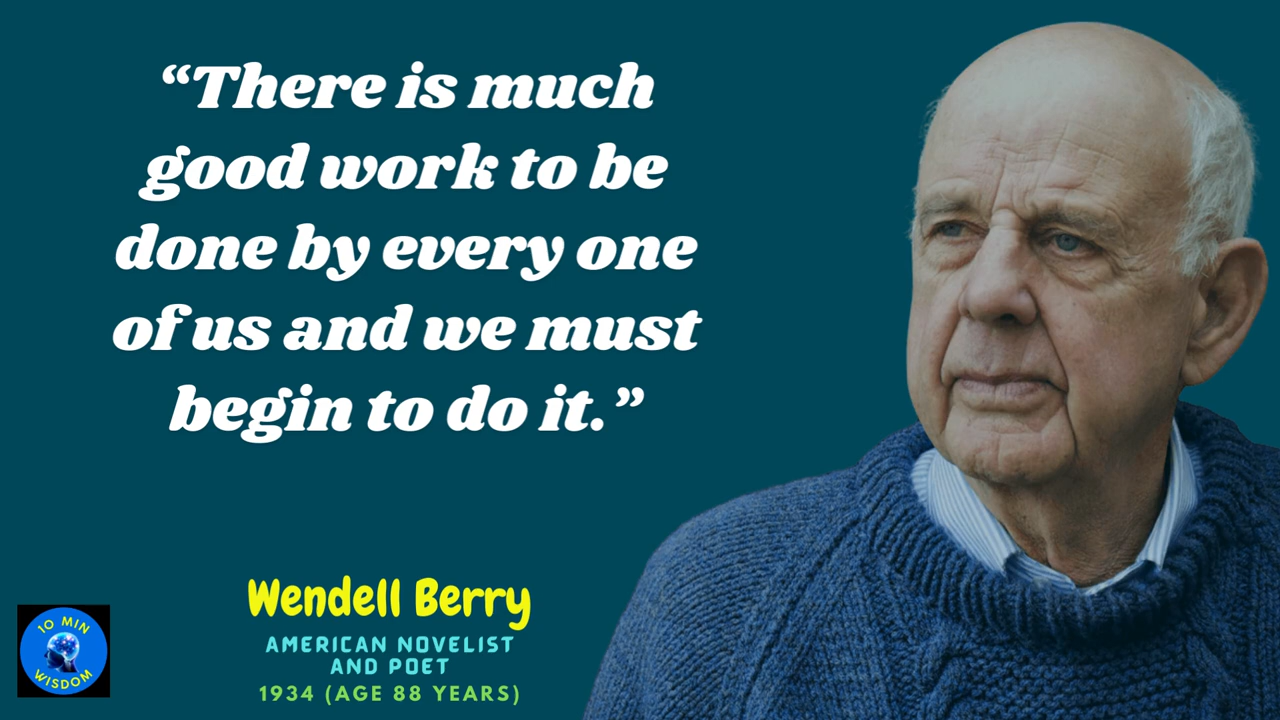 “There is much
good work to be
done by every one
of us and we must
begin to do it.”
Wendell Berry
AMERICAN NOVELIST
AND POET
1934 (AGE 88 YEARS)
10 MIN
WISDOM